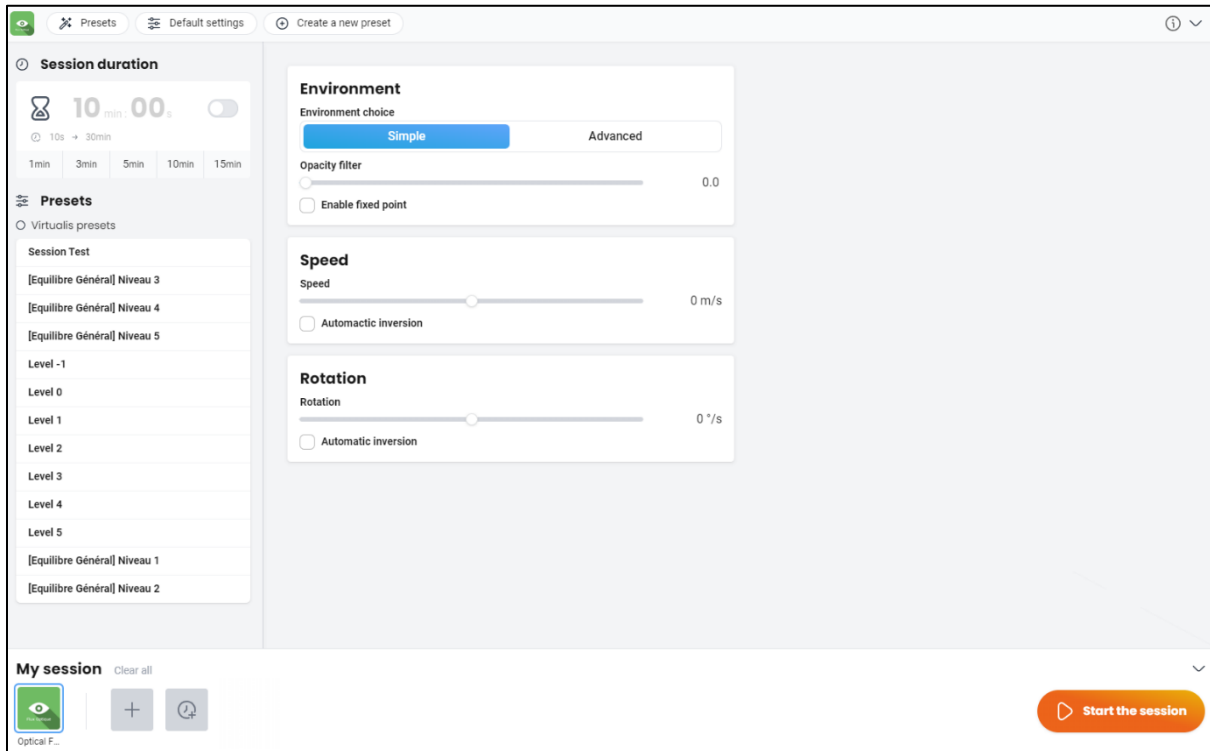 Presets Default settings Create a new preset
Session duration
10 min : 00 s
10s → 30min
1min 3min 5min 10min 15min
Presets
Virtualis presets
Session Test
[Equilibre Général] Niveau 3
[Equilibre Général] Niveau 4
[Equilibre Général] Niveau 5
Level -1
Level 0
Level 1
Level 2
Level 3
Level 4
Level 5
[Equilibre Général] Niveau 1
[Equilibre Général] Niveau 2
Environment
Environment choice
Simple Advanced
Opacity filter
0.0
Enable fixed point
Speed
Speed
0 m/s
Automactic inversion
Rotation
Rotation
0 °/s
Automatic inversion
My session Clear all
Optical F...
Start the session